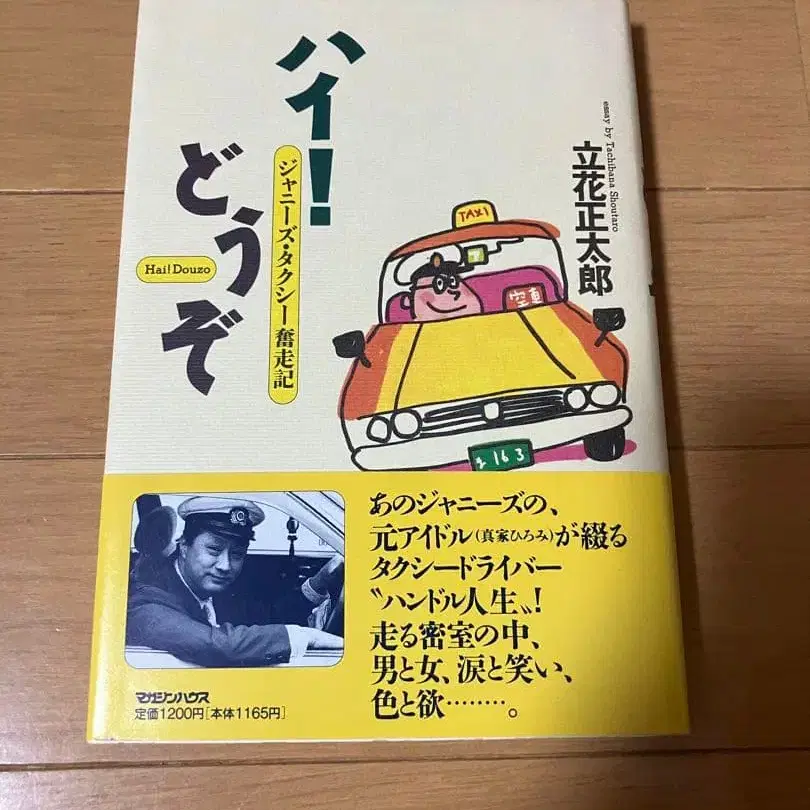 ハイ!
どうぞ
Hai! Douzo
ジャニーズ・タクシー奮走記
essay by Tachibana Shoutaro
立花正太郎
TAXI
空車
163
あのジャニーズの、
元アイドル(真家ひろみ)が綴る
タクシードライバー
〝ハンドル人生〟!
走る密室の中、
男と女、涙と笑い、
色と欲………。
マガジンハウス
定価1200円[本体1165円]